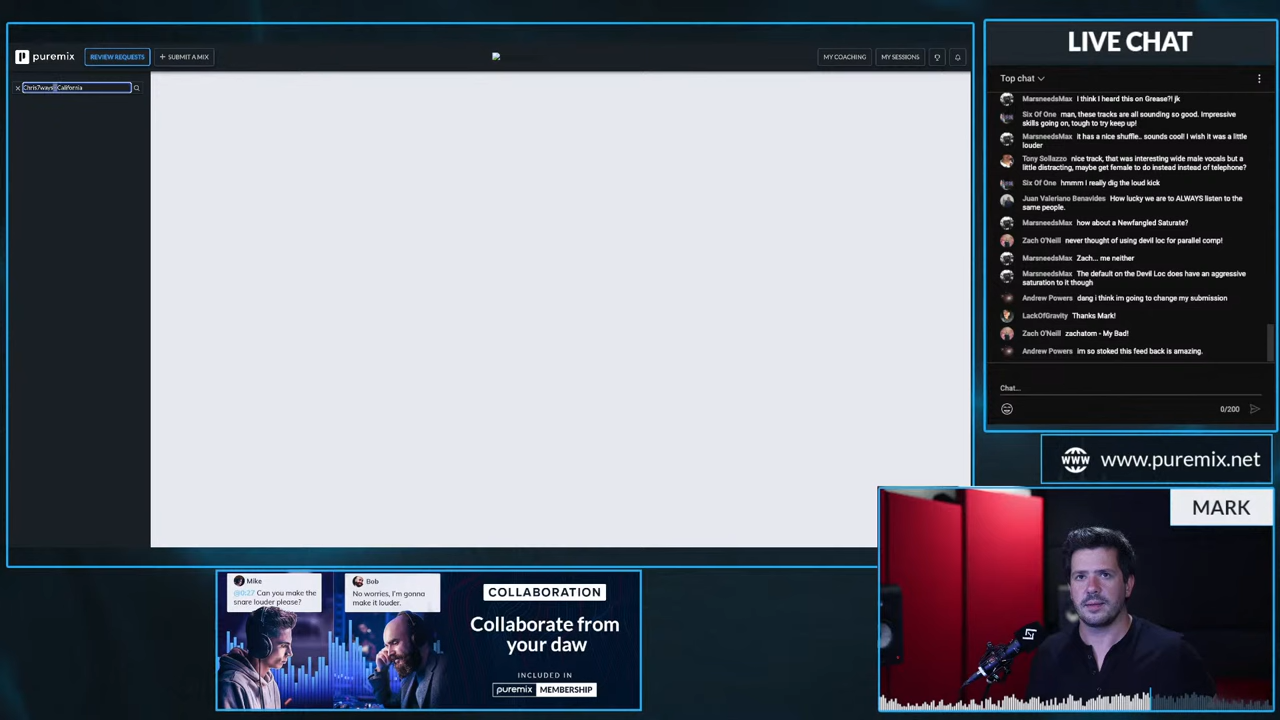 puremix
REVIEW REQUESTS
+ SUBMIT A MIX
MY COACHING
MY SESSIONS
Chris7ways California
LIVE CHAT
Top chat
MarsneedsMax I think I heard this on Grease?! jk
Six Of One man, these tracks are all sounding so good. Impressive
skills going on, tough to try keep up!
MarsneedsMax it has a nice shuffle.. sounds cool! I wish it was a little
louder
Tony Sollazzo nice track, that was interesting wide male vocals but a
little distracting, maybe get female to do instead instead of telephone?
Six Of One hmmm I really dig the loud kick
Juan Valeriano Benavides How lucky we are to ALWAYS listen to the
same people.
MarsneedsMax how about a Newfangled Saturate?
Zach O'Neill never thought of using devil loc for parallel comp!
MarsneedsMax Zach... me neither
MarsneedsMax The default on the Devil Loc does have an aggressive
saturation to it though
Andrew Powers dang i think im going to change my submission
LackOfGravity Thanks Mark!
Zach O'Neill zachatom - My Bad!
Andrew Powers im so stoked this feed back is amazing.
Chat...
0/200
www.puremix.net
MARK
Mike
@0:27 Can you make the
snare louder please?
Bob
No worries, I'm gonna
make it louder.
COLLABORATION
Collaborate from
your daw
INCLUDED IN
puremix MEMBERSHIP